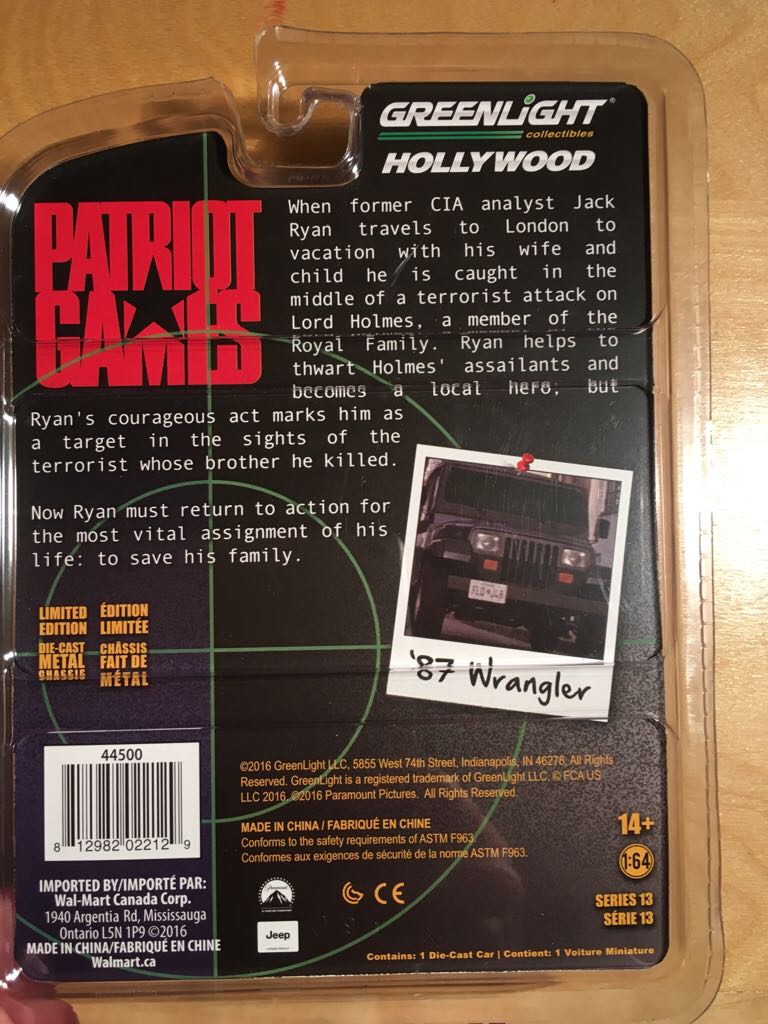 GREENLIGHT®
collectibles
HOLLYWOOD
PATRIOT
GAMES
When former CIA analyst Jack
Ryan travels to London to
vacation with his wife and
child he is caught in the
middle of a terrorist attack on
Lord Holmes, a member of the
Royal Family. Ryan helps to
thwart Holmes' assailants and
becomes a local hero, but
Ryan's courageous act marks him as
a target in the sights of the
terrorist whose brother he killed.
Now Ryan must return to action for
the most vital assignment of his
life: to save his family.
'87 Wrangler
LIMITED
EDITION
ÉDITION
LIMITÉE
DIE-CAST
METAL
CHASSIS
CHÂSSIS
FAIT DE
MÉTAL
44500
8 12982 02212 9
IMPORTED BY/IMPORTÉ PAR:
Wal-Mart Canada Corp.
1940 Argentia Rd, Mississauga
Ontario L5N 1P9 ©2016
MADE IN CHINA/FABRIQUÉ EN CHINE
Walmart.ca
©2016 GreenLight LLC, 5855 West 74th Street, Indianapolis, IN 46278, All Rights
Reserved. GreenLight is a registered trademark of GreenLight LLC. © FCA US
LLC 2016. ©2016 Paramount Pictures. All Rights Reserved.
MADE IN CHINA / FABRIQUÉ EN CHINE
Conforms to the safety requirements of ASTM F963.
Conformes aux exigences de sécurité de la norme ASTM F963.
14+
1:64
SERIES 13
SÉRIE 13
Paramount
CE
Jeep
Contains: 1 Die-Cast Car | Contient: 1 Voiture Miniature